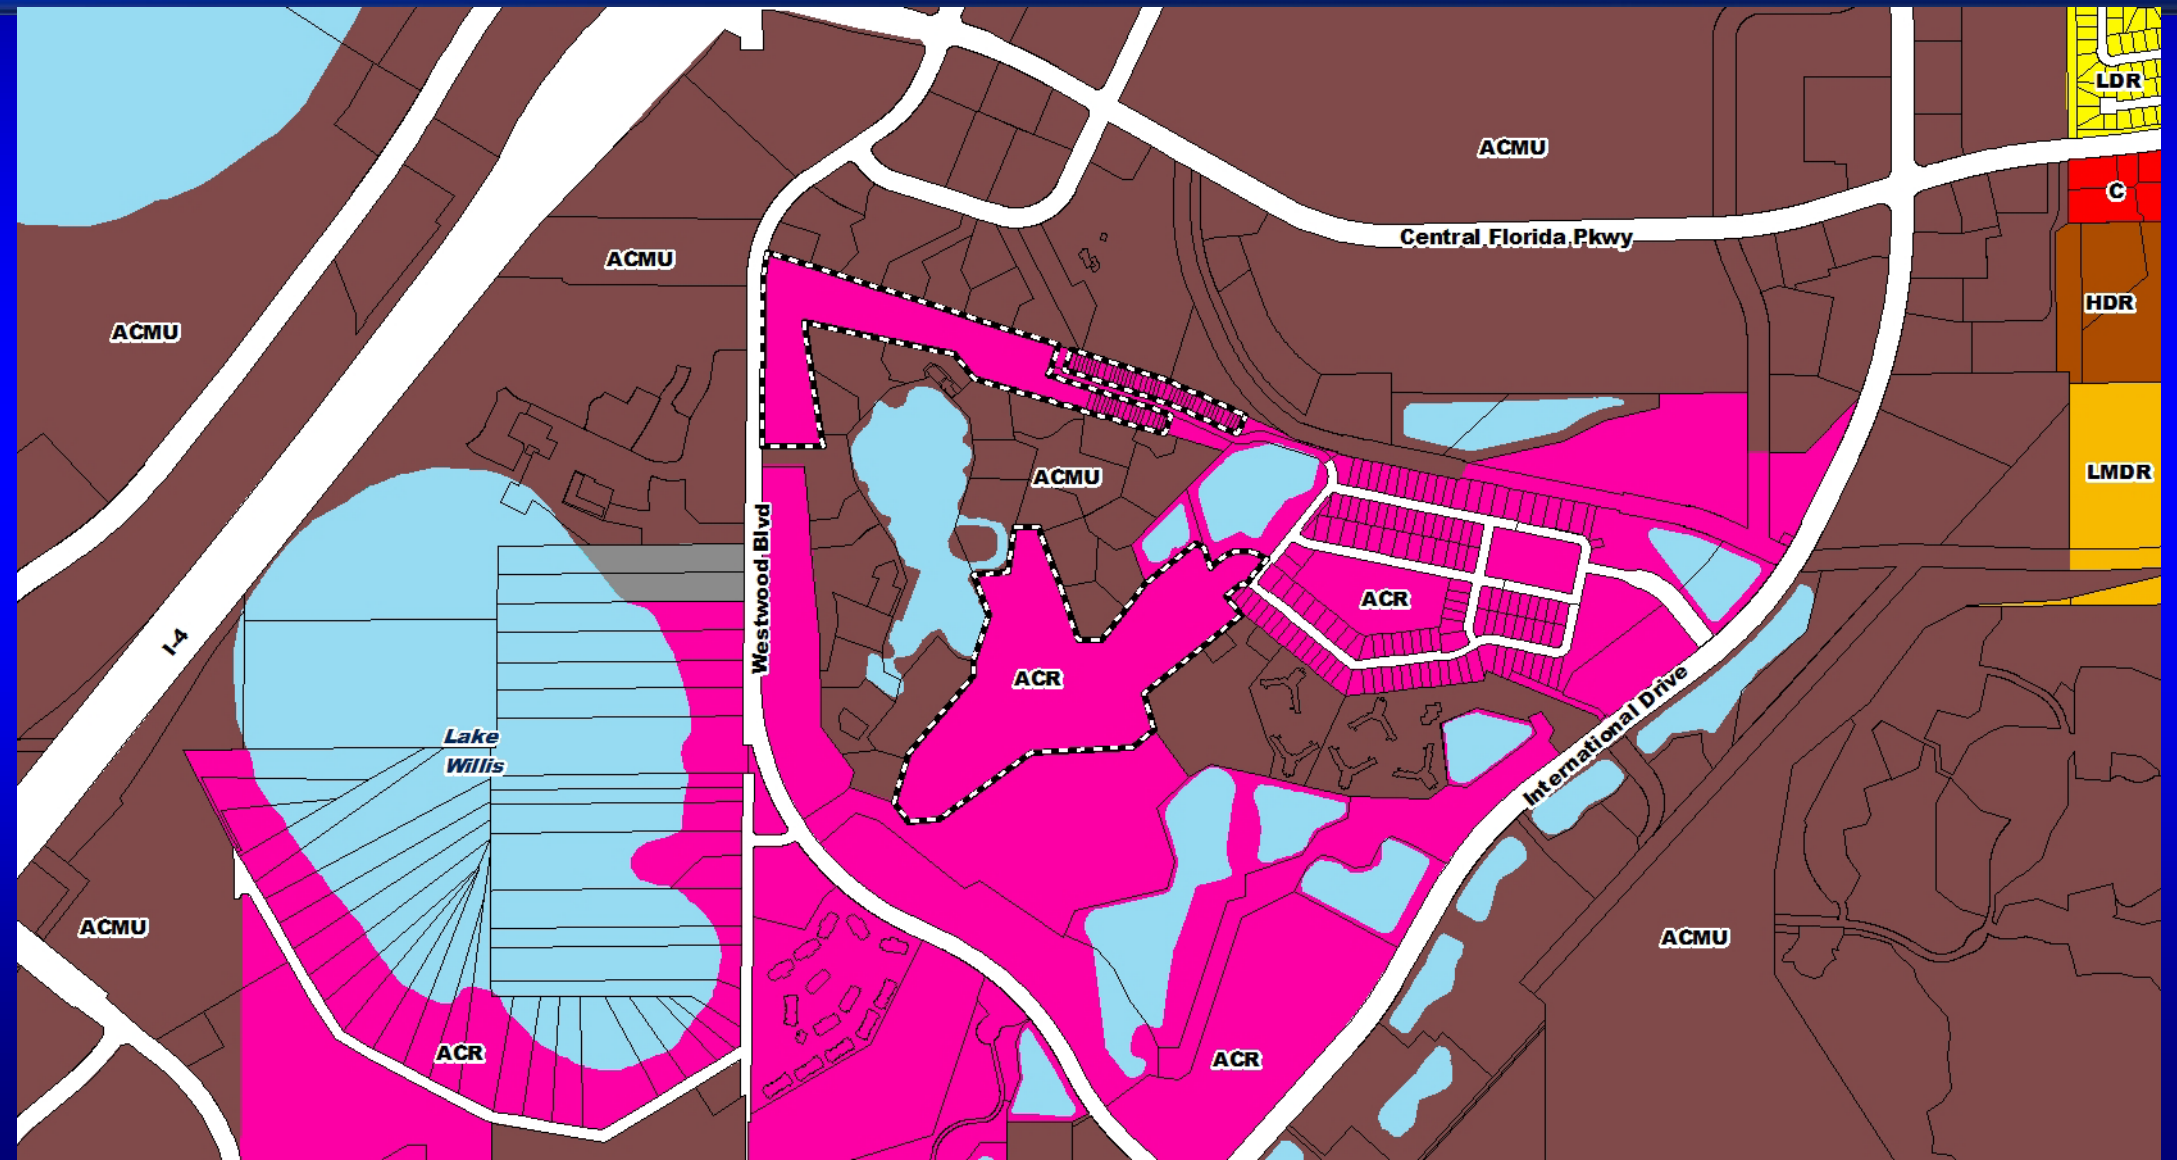 LDR
ACMU
C
Central Florida Pkwy
ACMU
HDR
ACMU
LMDR
ACMU
Westwood Blvd
ACR
I-4
ACR
International Drive
Lake
Willis
ACMU
ACMU
ACR
ACR